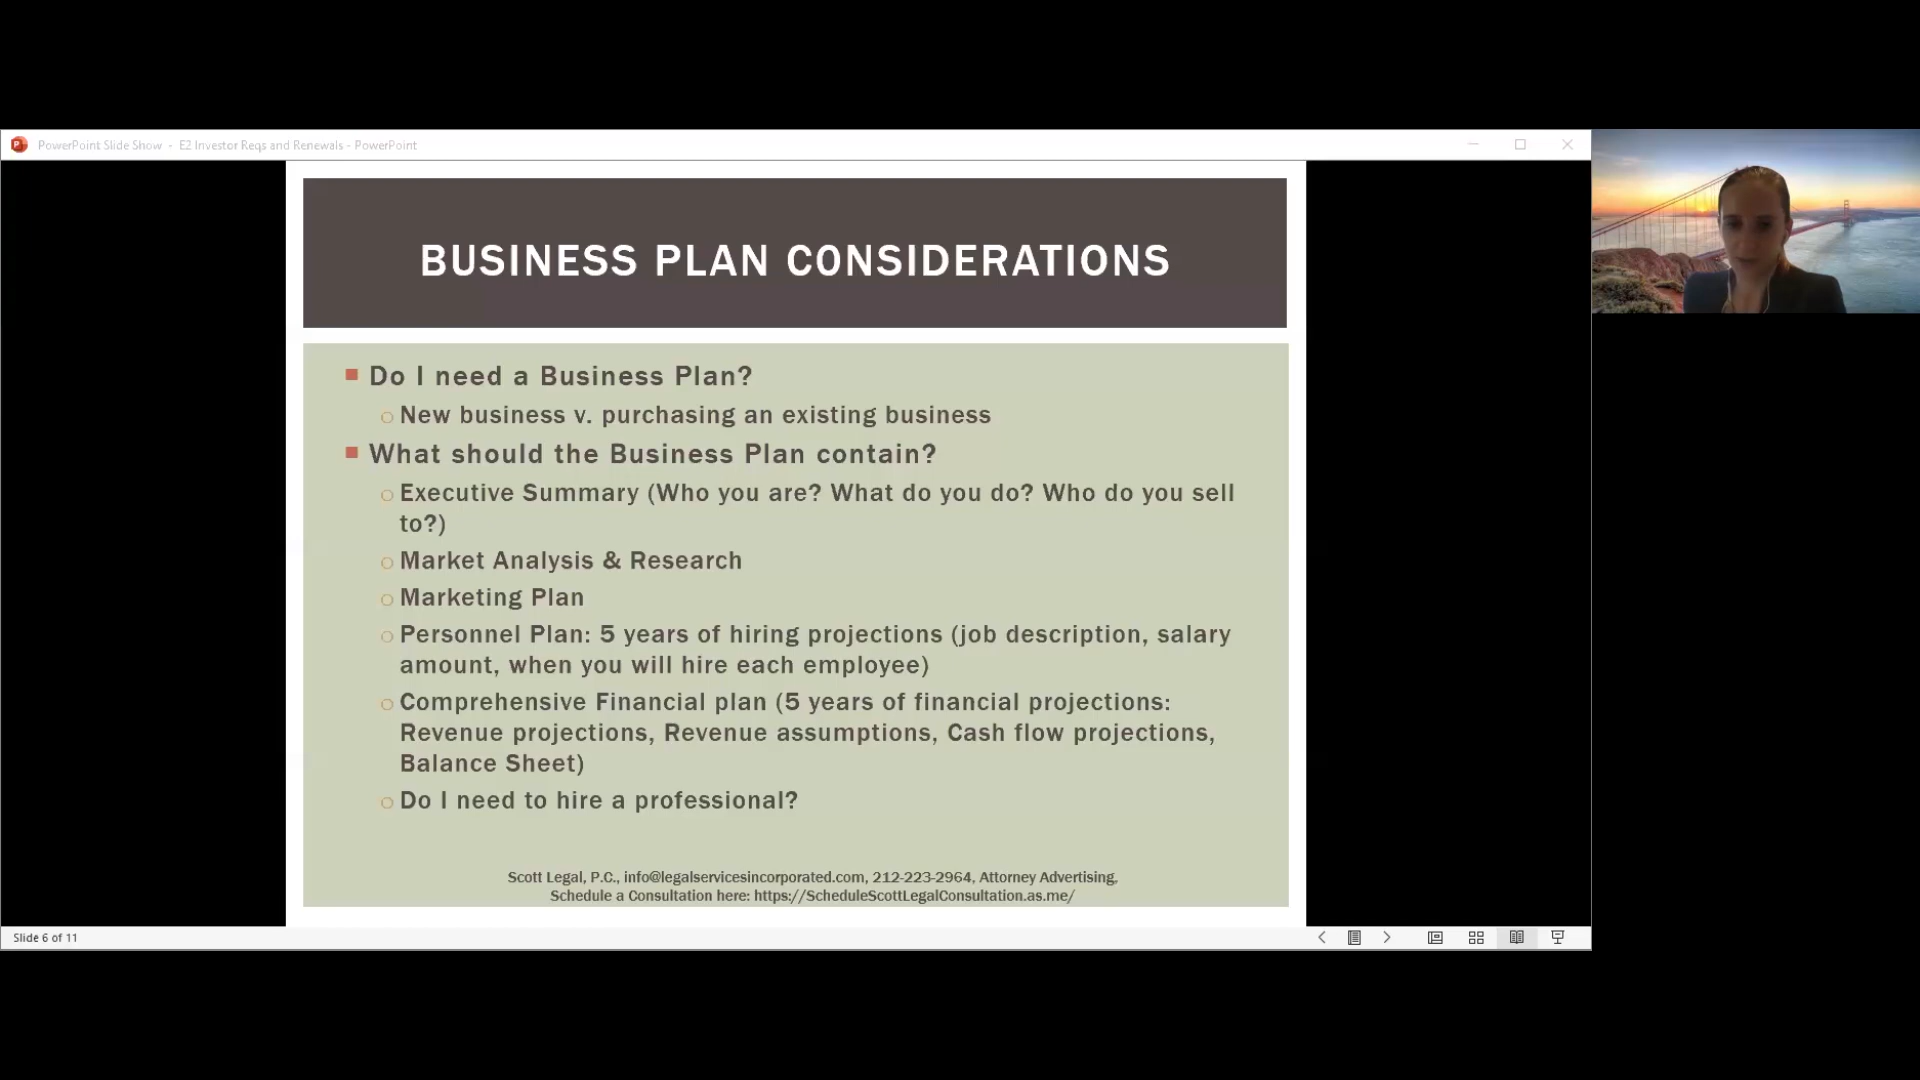 PowerPoint Slide Show - E2 Investor Reqs and Renewals - PowerPoint
BUSINESS PLAN CONSIDERATIONS
Do I need a Business Plan?
New business v. purchasing an existing business
What should the Business Plan contain?
Executive Summary (Who you are? What do you do? Who do you sell
to?)
Market Analysis & Research
Marketing Plan
Personnel Plan: 5 years of hiring projections (job description, salary
amount, when you will hire each employee)
Comprehensive Financial plan (5 years of financial projections:
Revenue projections, Revenue assumptions, Cash flow projections,
Balance Sheet)
Do I need to hire a professional?
Scott Legal, P.C., info@legalservicesincorporated.com, 212-223-2964, Attorney Advertising,
Schedule a Consultation here: https://ScheduleScottLegalConsultation.as.me/
Slide 6 of 11